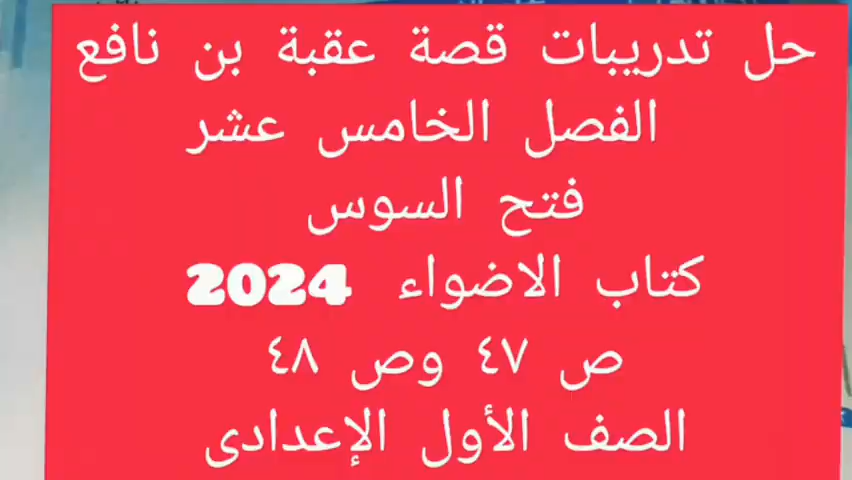 حل تدريبات قصة عقبة بن نافع
الفصل الخامس عشر
فتح السوس
كتاب الاضواء 2024
ص ٤٧ وص ٤٨
الصف الأول الإعدادى